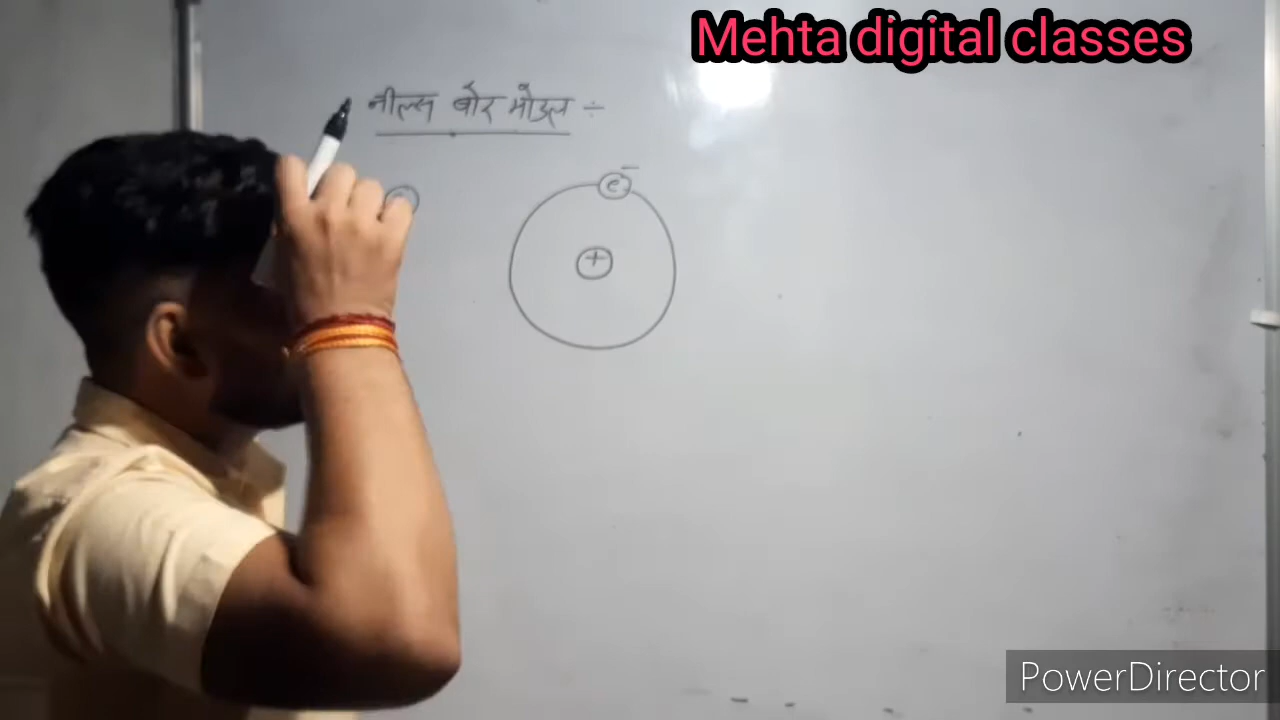 Mehta digital classes
नील्स बोर मॉडल ÷
e⁻
+
PowerDirector